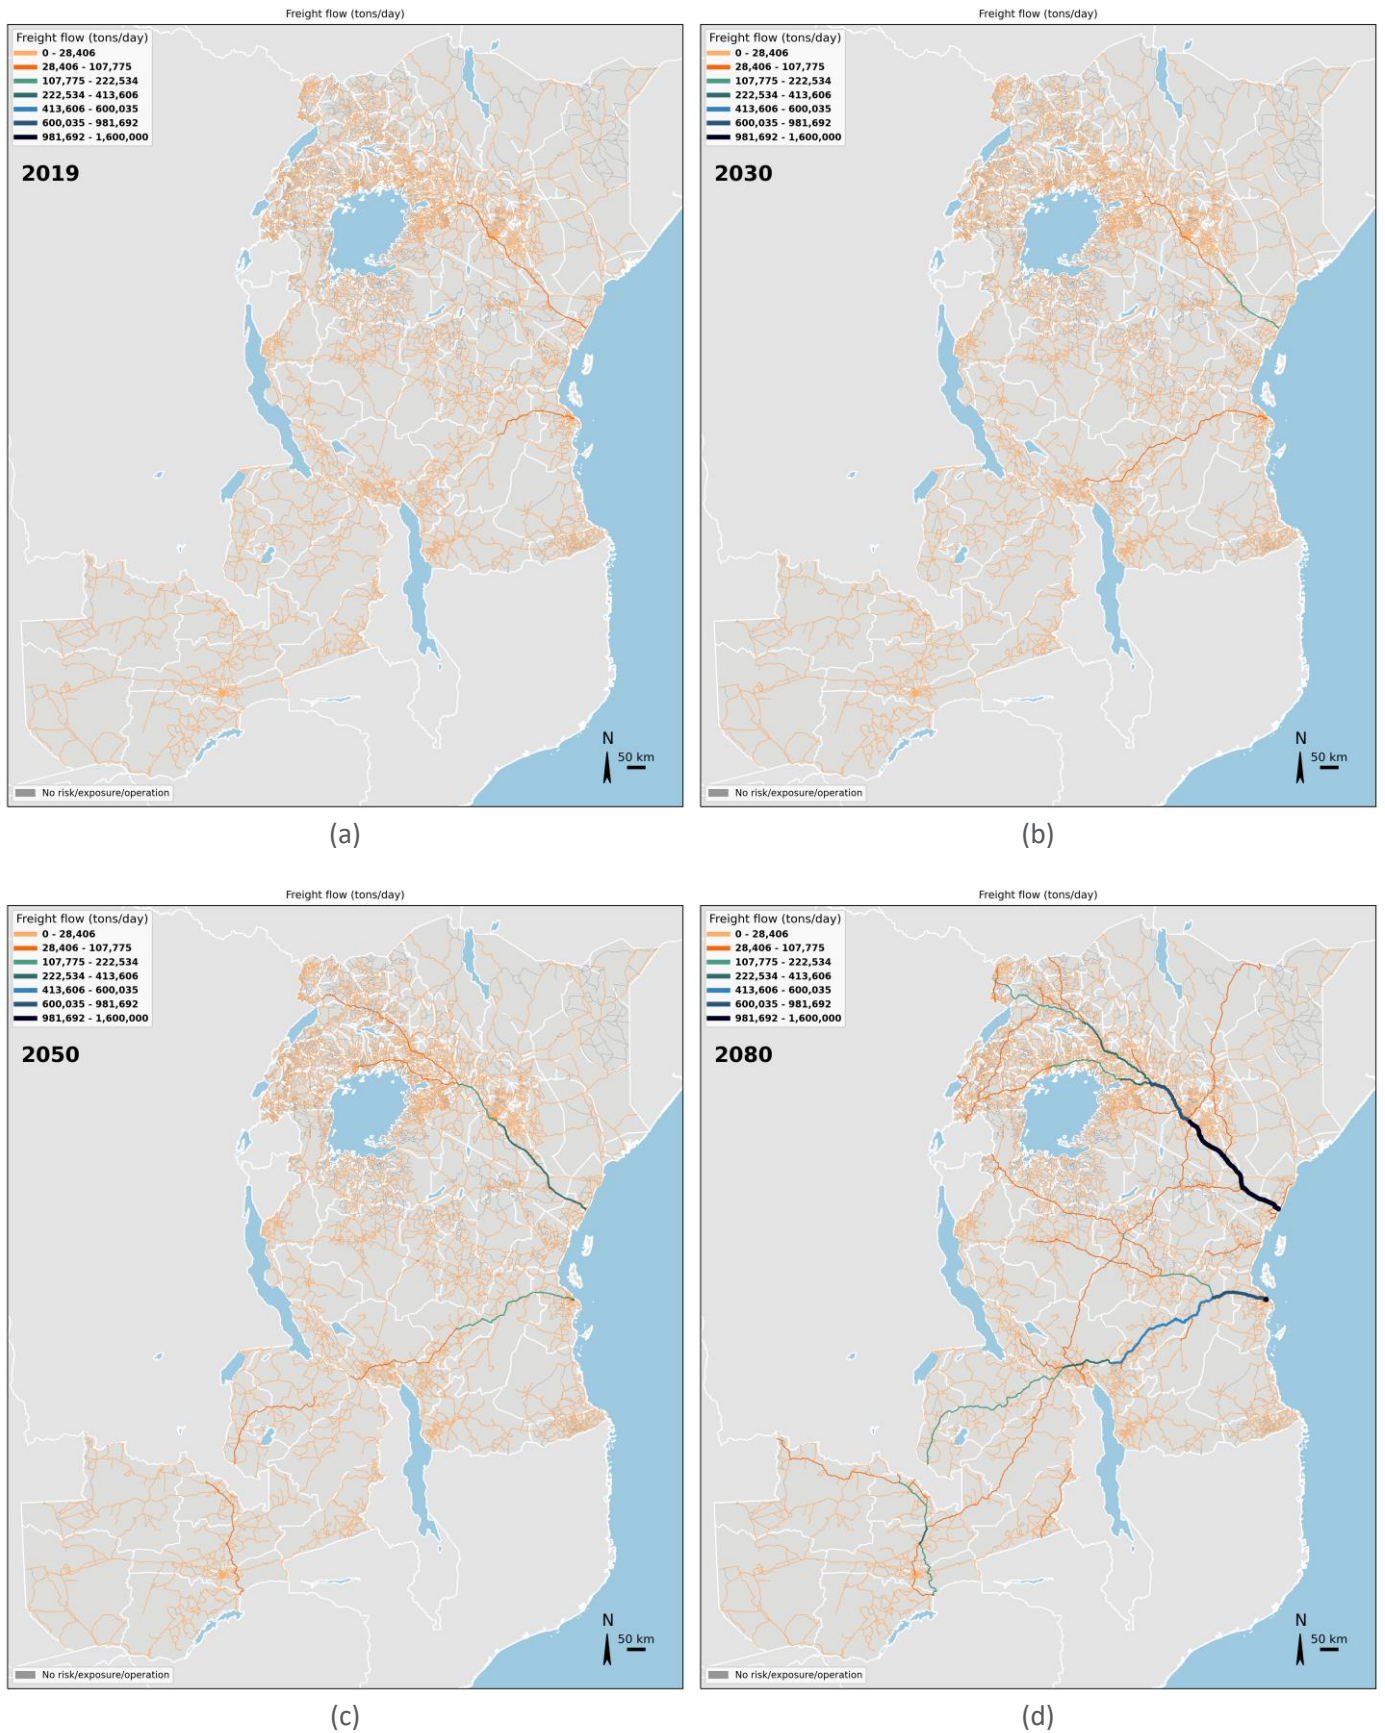 Freight flow (tons/day)
Freight flow (tons/day)
0 - 28,406
28,406 - 107,775
107,775 - 222,534
222,534 - 413,606
413,606 - 600,035
600,035 - 981,692
981,692 - 1,600,000
2019
N
50 km
No risk/exposure/operation
(a)
Freight flow (tons/day)
Freight flow (tons/day)
0 - 28,406
28,406 - 107,775
107,775 - 222,534
222,534 - 413,606
413,606 - 600,035
600,035 - 981,692
981,692 - 1,600,000
2030
N
50 km
No risk/exposure/operation
(b)
Freight flow (tons/day)
Freight flow (tons/day)
0 - 28,406
28,406 - 107,775
107,775 - 222,534
222,534 - 413,606
413,606 - 600,035
600,035 - 981,692
981,692 - 1,600,000
2050
N
50 km
No risk/exposure/operation
(c)
Freight flow (tons/day)
Freight flow (tons/day)
0 - 28,406
28,406 - 107,775
107,775 - 222,534
222,534 - 413,606
413,606 - 600,035
600,035 - 981,692
981,692 - 1,600,000
2080
N
50 km
No risk/exposure/operation
(d)